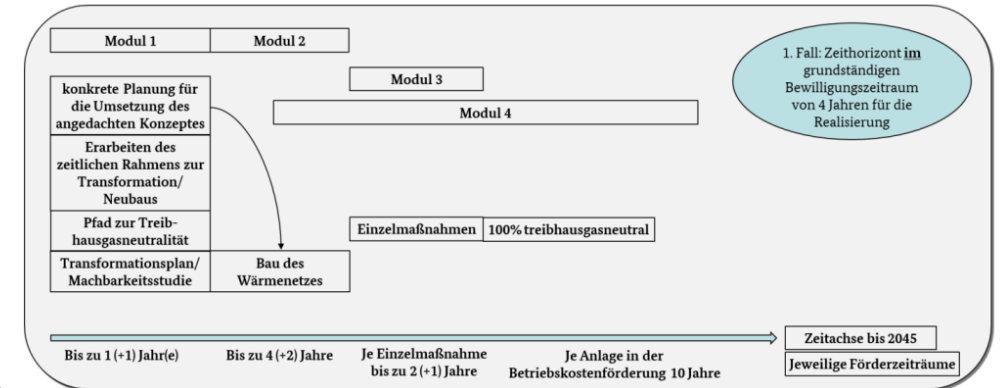 Modul 1
Modul 2
Modul 3
Modul 4
1. Fall: Zeithorizont im
grundständigen
Bewilligungszeitraum
von 4 Jahren für die
Realisierung
konkrete Planung für
die Umsetzung des
angedachten Konzeptes
Erarbeiten des
zeitlichen Rahmens zur
Transformation/
Neubaus
Pfad zur Treib-
hausgasneutralität
Transformationsplan/
Machbarkeitsstudie
Bau des
Wärmenetzes
Einzelmaßnahmen
100% treibhausgasneutral
Bis zu 1 (+1) Jahr(e)
Bis zu 4 (+2) Jahre
Je Einzelmaßnahme
bis zu 2 (+1) Jahre
Je Anlage in der
Betriebskostenförderung 10 Jahre
Zeitachse bis 2045
Jeweilige Förderzeiträume